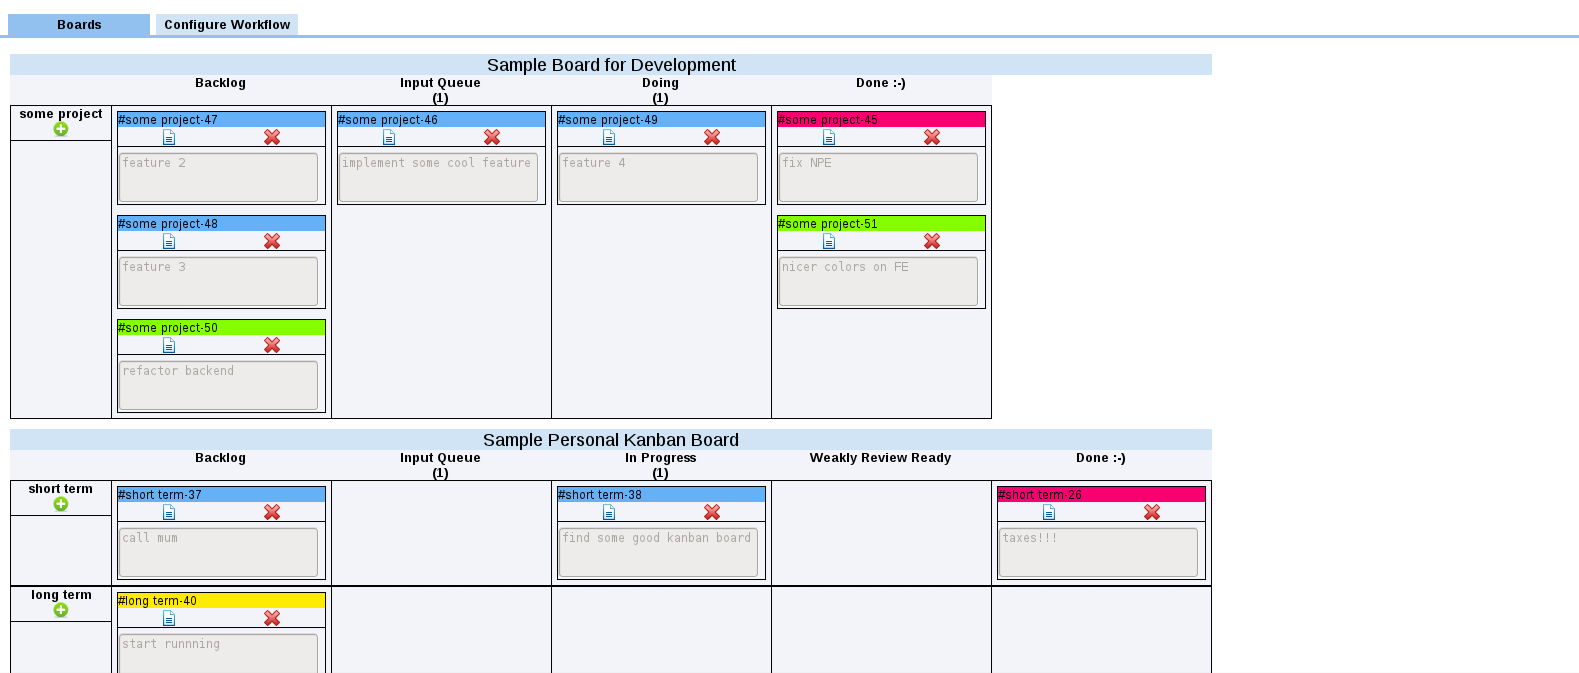 Boards Configure Workflow
Sample Board for Development
Backlog Input Queue Doing Done :-)
(1) (1)
some project
#some project-47 #some project-46 #some project-49 #some project-45
feature 2 implement some cool feature feature 4 fix NPE
#some project-48 #some project-51
feature 3 nicer colors on FE
#some project-50
refactor backend
Sample Personal Kanban Board
Backlog Input Queue In Progress Weakly Review Ready Done :-)
(1) (1)
short term
#short term-37 #short term-38 #short term-26
call mum find some good kanban board taxes!!!
long term
#long term-40
start runnning